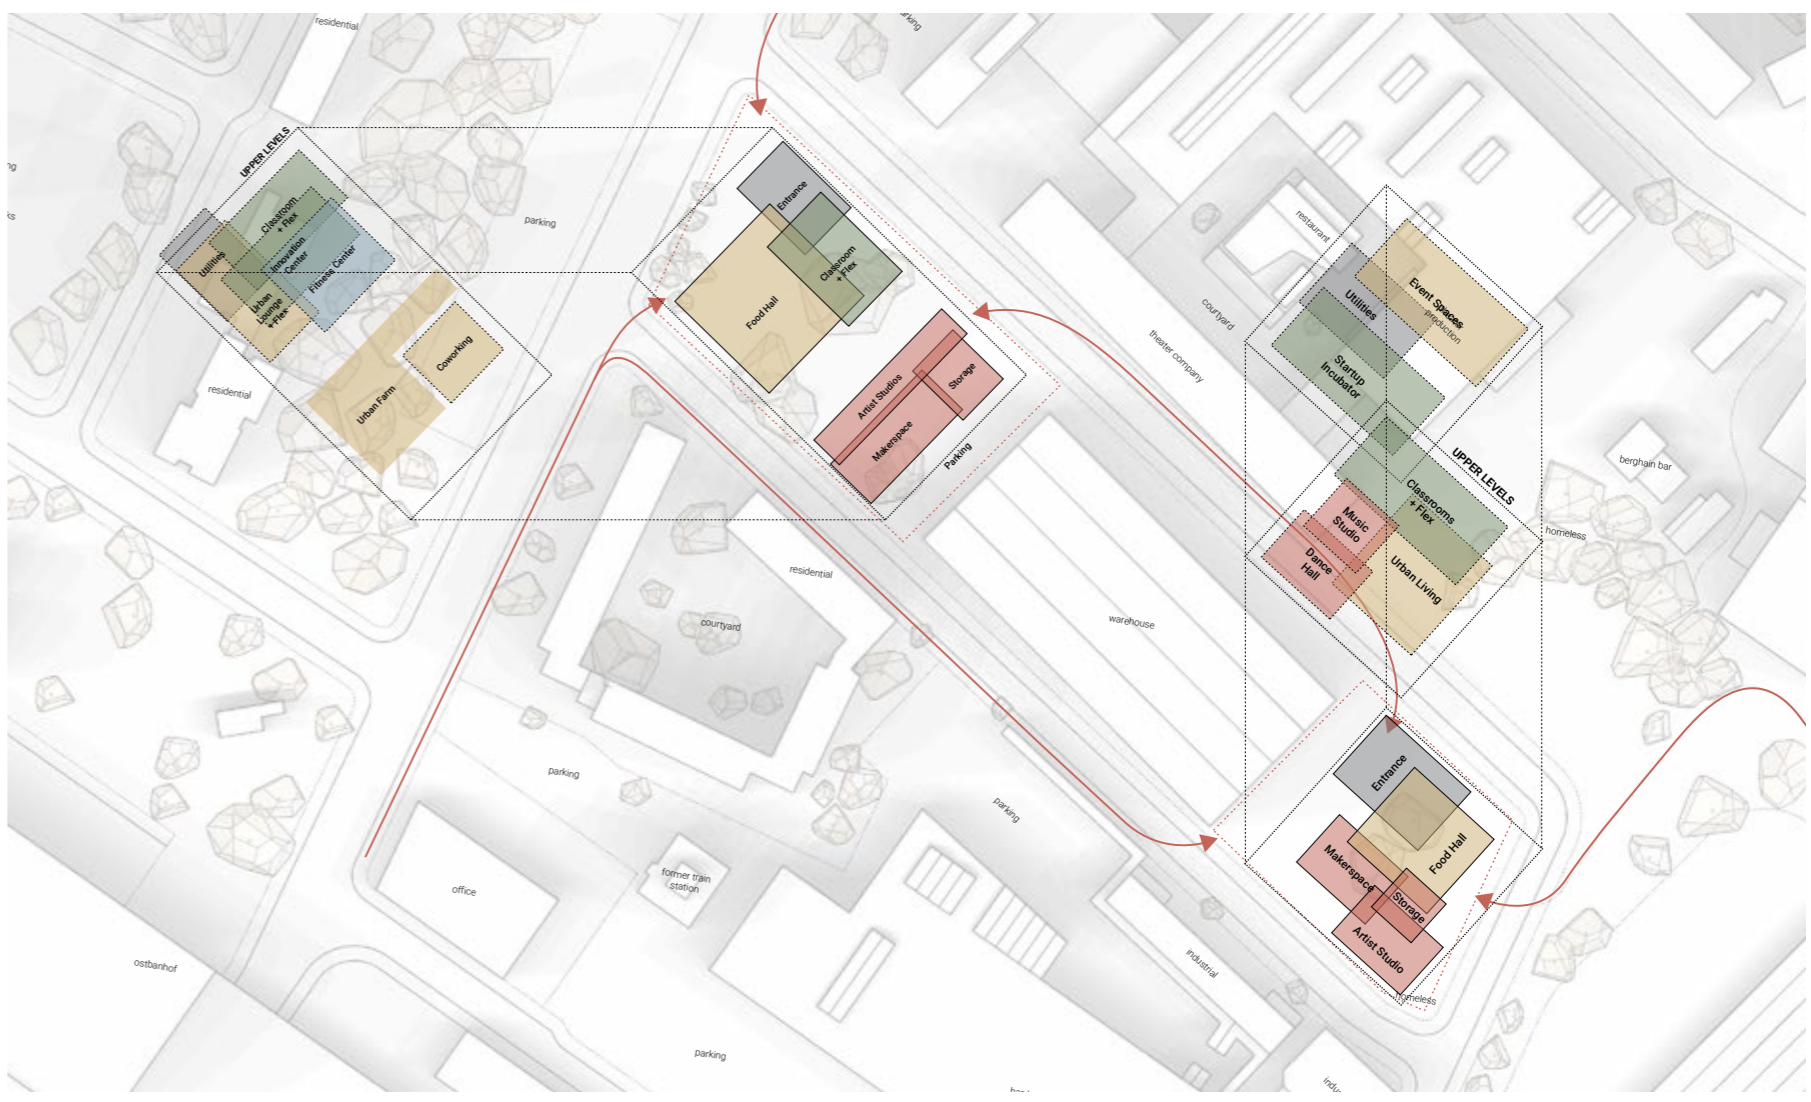 residential
parking
UPPER LEVELS
Classroom
+ Flex
Innovation
Center
Fitness Center
Utilities
Urban
Lounge
+ Flex
Coworking
Urban Farm
residential
parking
Entrance
Classroom
+ Flex
Food Hall
Artist Studios
Storage
Makerspace
Parking
restaurant
courtyard
theater company
Utilities
Event Spaces
production
Startup
Incubator
UPPER LEVELS
Classrooms
+ Flex
Music
Studio
Dance
Hall
Urban Living
berghain bar
homeless
residential
courtyard
warehouse
parking
parking
Entrance
Food Hall
Makerspace
Storage
Artist Studio
homeless
office
former train
station
ostbanhof
industrial
parking